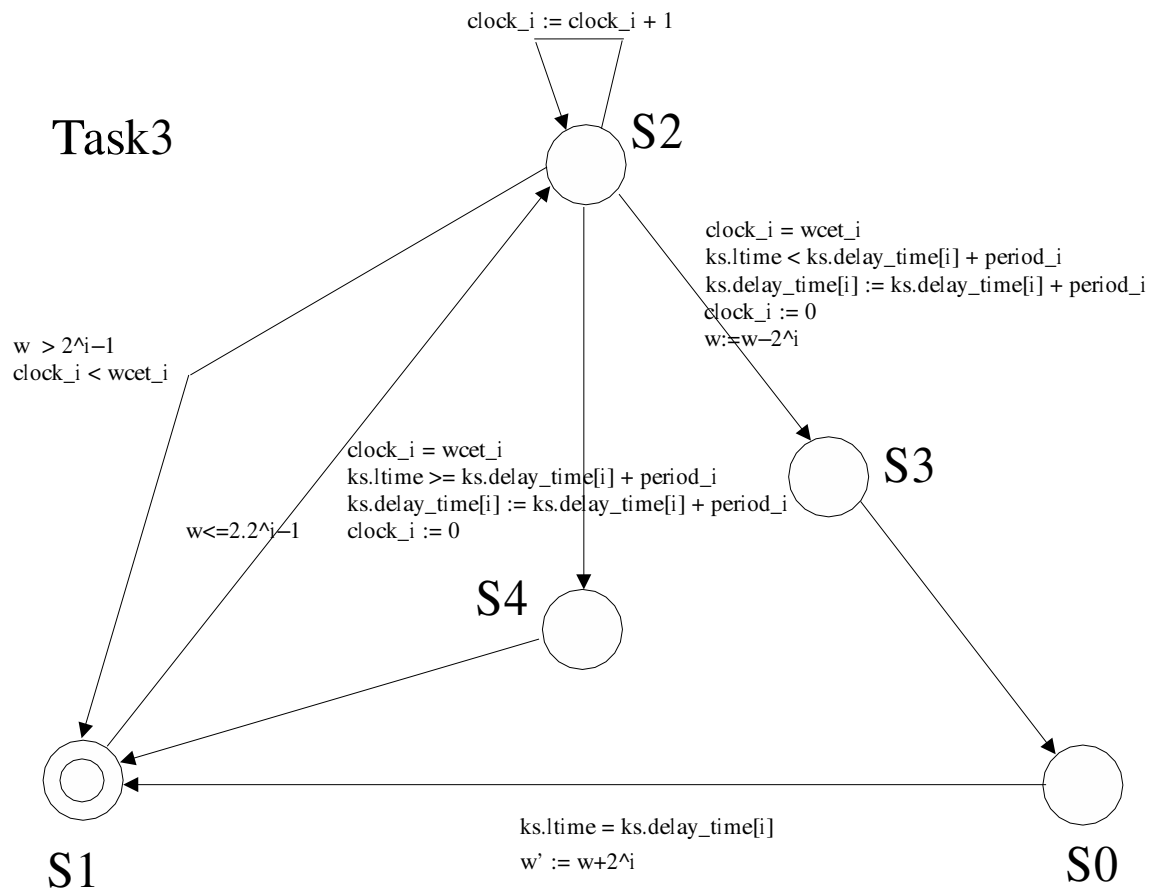 clock_i := clock_i + 1
Task3
S2
clock_i = wcet_i
ks.ltime < ks.delay_time[i] + period_i
ks.delay_time[i] := ks.delay_time[i] + period_i
clock_i := 0
w:=w−2^i
w > 2^i−1
clock_i < wcet_i
clock_i = wcet_i
ks.ltime >= ks.delay_time[i] + period_i
ks.delay_time[i] := ks.delay_time[i] + period_i
clock_i := 0
w<=2.2^i−1
S3
S4
ks.ltime = ks.delay_time[i]
w' := w+2^i
S1
S0